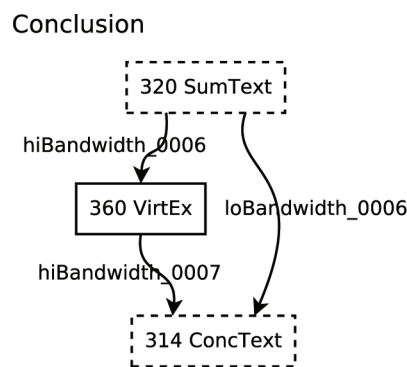 Conclusion
320 SumText
hiBandwidth_0006
360 VirtEx
loBandwidth_0006
hiBandwidth_0007
314 ConcText